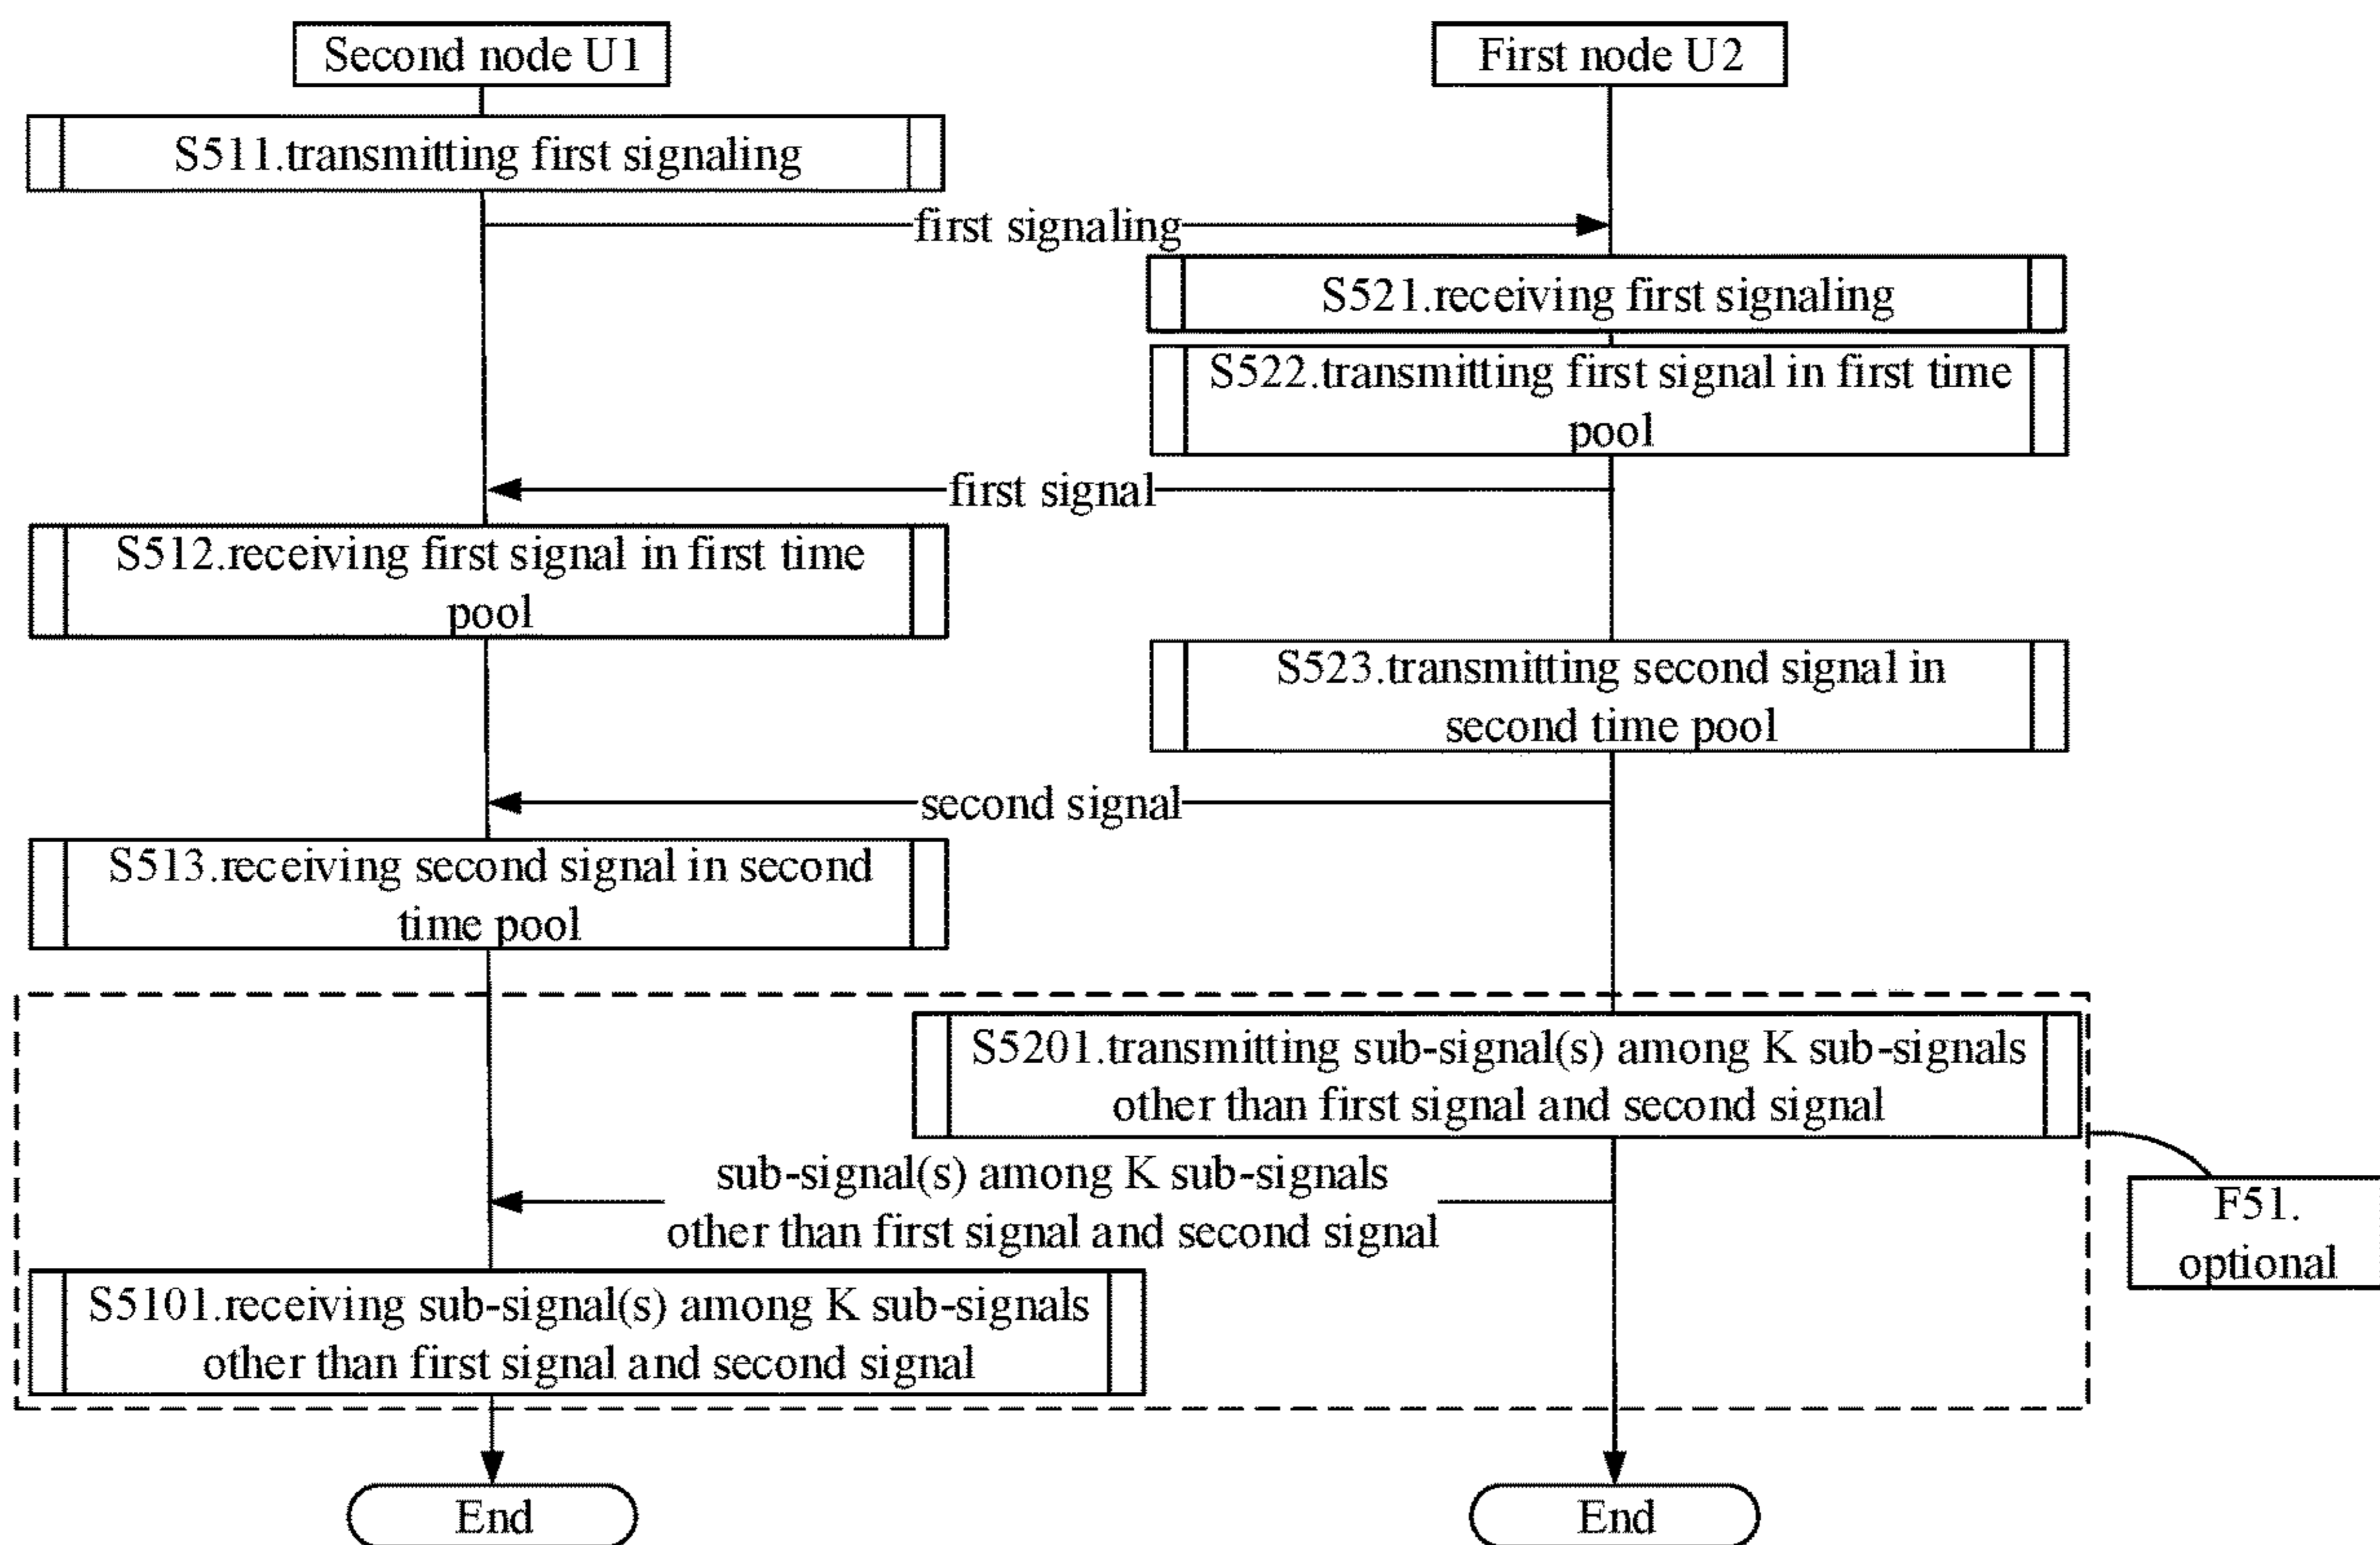 Second node U1
First node U2
S511.transmitting first signaling
first signaling
S521.receiving first signaling
S522.transmitting first signal in first time
pool
first signal
S512.receiving first signal in first time
pool
S523.transmitting second signal in
second time pool
second signal
S513.receiving second signal in second
time pool
S5201.transmitting sub-signal(s) among K sub-signals
other than first signal and second signal
sub-signal(s) among K sub-signals
other than first signal and second signal
F51.
optional
S5101.receiving sub-signal(s) among K sub-signals
other than first signal and second signal
End
End